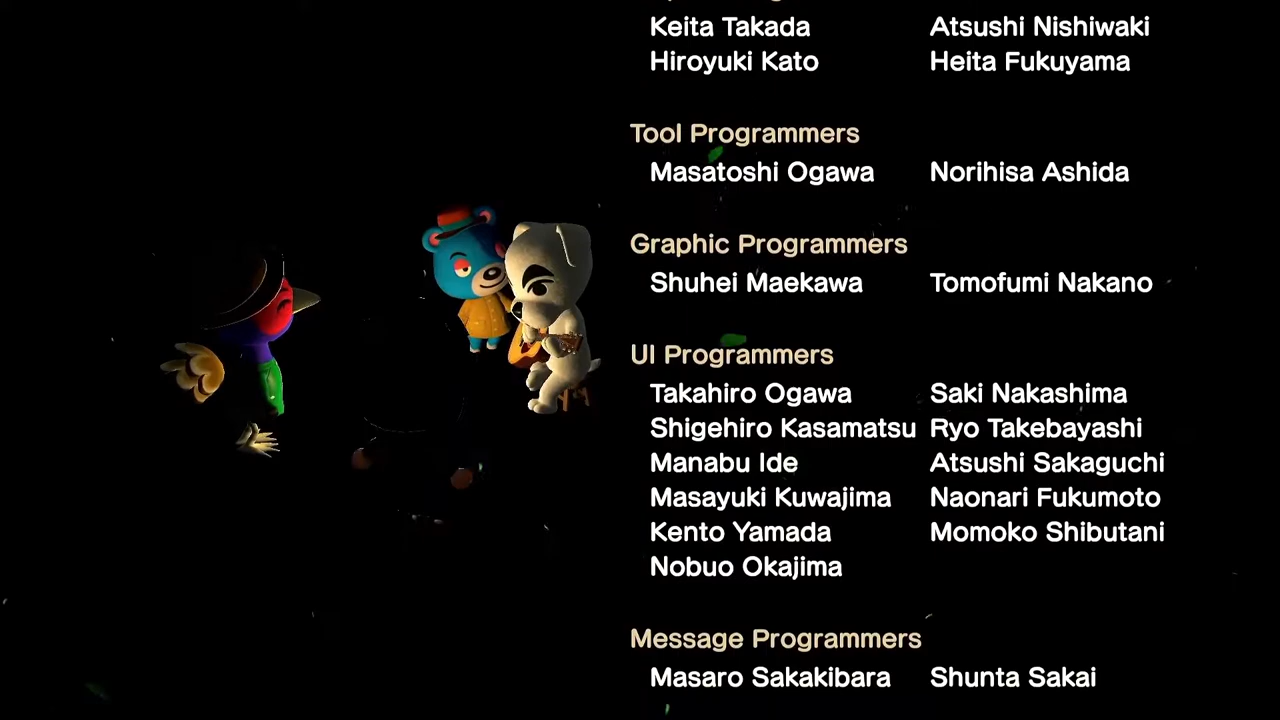 Keita Takada Atsushi Nishiwaki
Hiroyuki Kato Heita Fukuyama
Tool Programmers
Masatoshi Ogawa Norihisa Ashida
Graphic Programmers
Shuhei Maekawa Tomofumi Nakano
UI Programmers
Takahiro Ogawa Saki Nakashima
Shigehiro Kasamatsu Ryo Takebayashi
Manabu Ide Atsushi Sakaguchi
Masayuki Kuwajima Naonari Fukumoto
Kento Yamada Momoko Shibutani
Nobuo Okajima
Message Programmers
Masaro Sakakibara Shunta Sakai